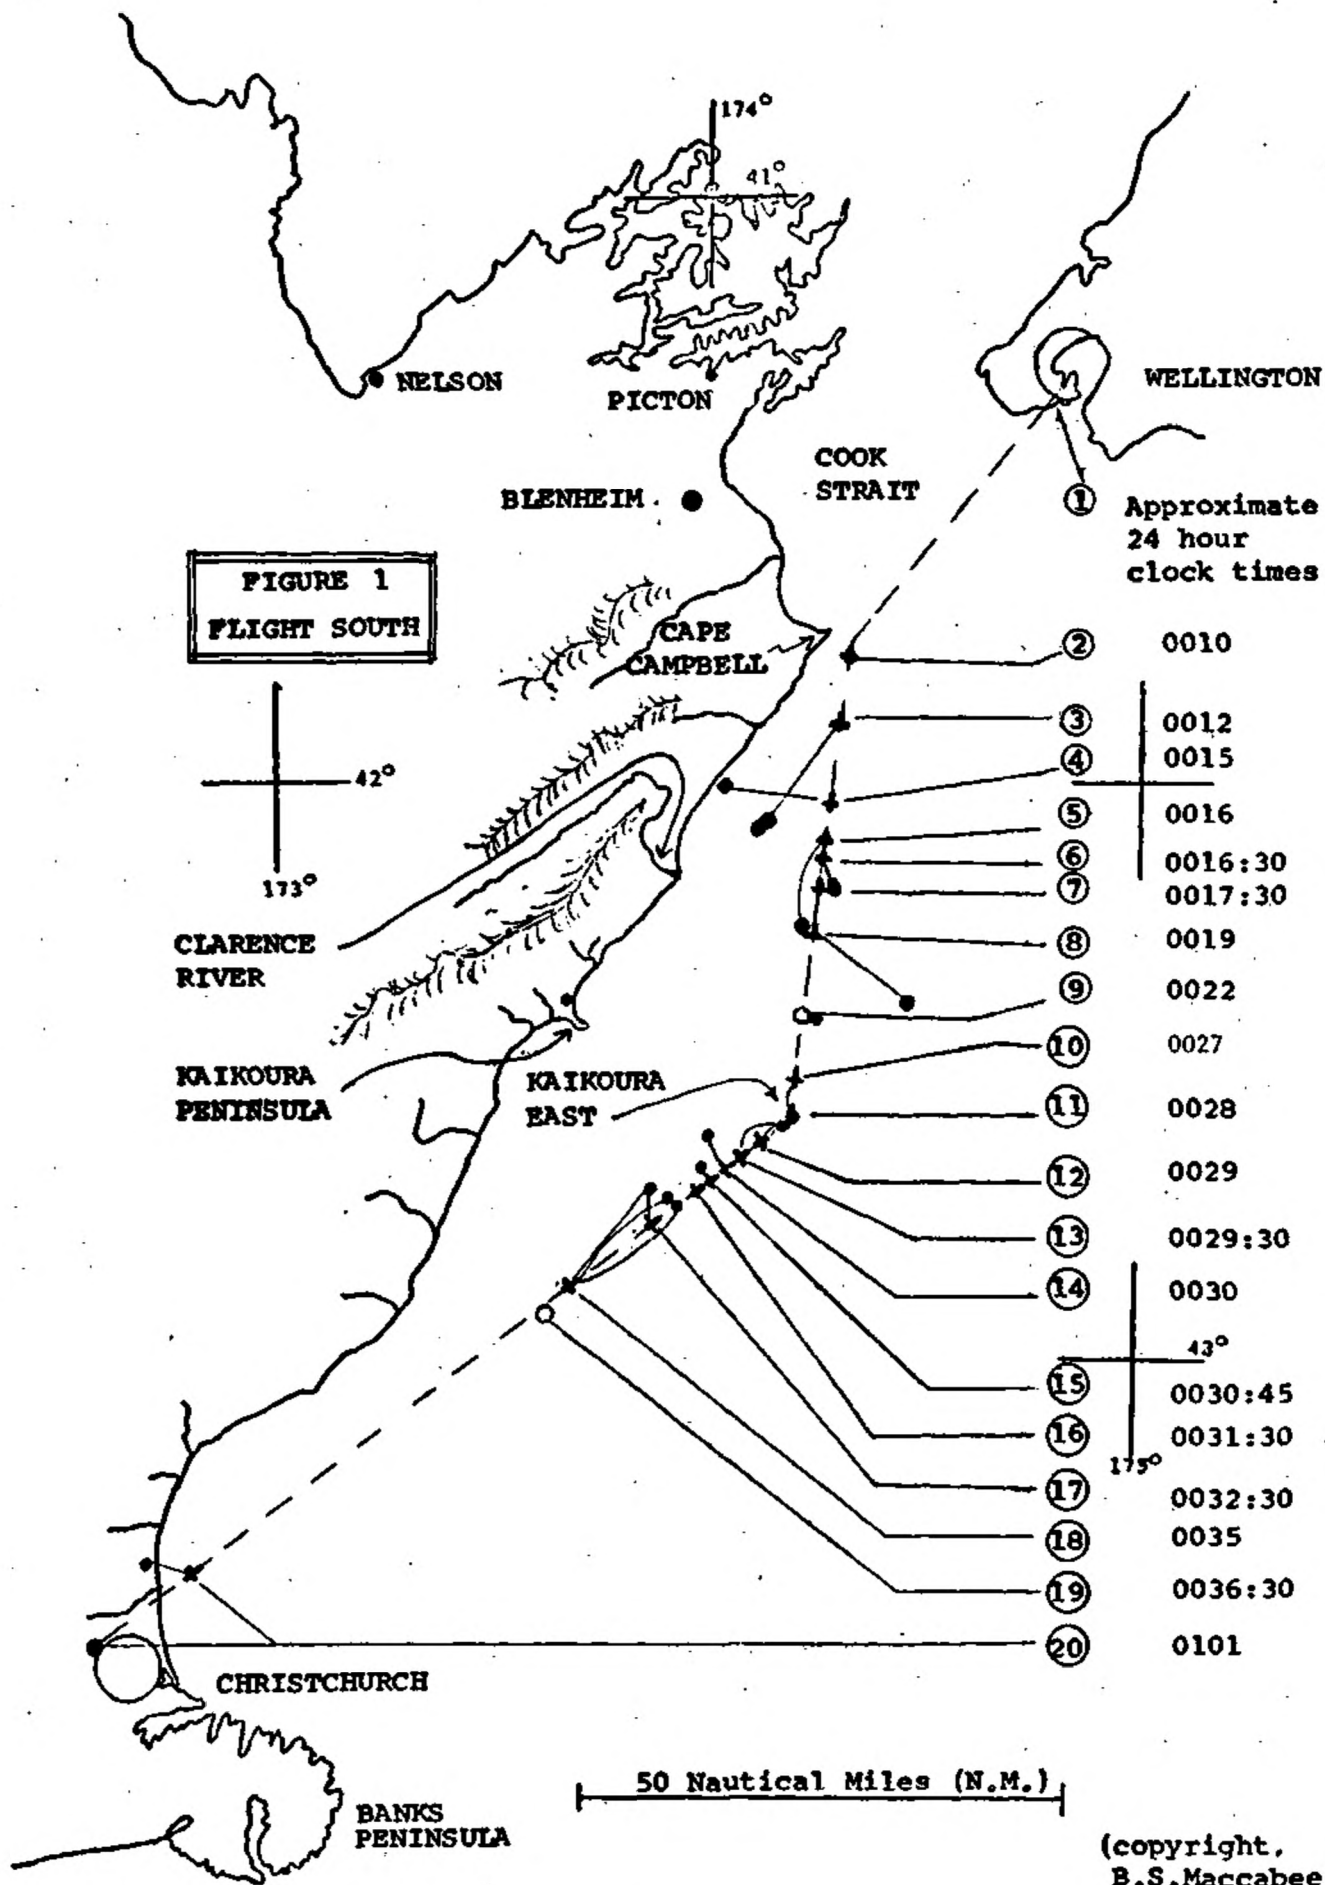 174°
41°
NELSON
PICTON
WELLINGTON
COOK
STRAIT
BLENHEIM
① Approximate
24 hour
clock times
FIGURE 1
FLIGHT SOUTH
CAPE
CAMPBELL
② 0010
③ 0012
④ 0015
42°
173°
⑤ 0016
⑥ 0016:30
⑦ 0017:30
CLARENCE
RIVER
⑧ 0019
⑨ 0022
⑩ 0027
KAIKOURA
PENINSULA
KAIKOURA
EAST
⑪ 0028
⑫ 0029
⑬ 0029:30
⑭ 0030
43°
⑮ 0030:45
⑯ 0031:30
175°
⑰ 0032:30
⑱ 0035
⑲ 0036:30
⑳ 0101
CHRISTCHURCH
50 Nautical Miles (N.M.)
BANKS
PENINSULA
(copyright,
B.S.Maccabee